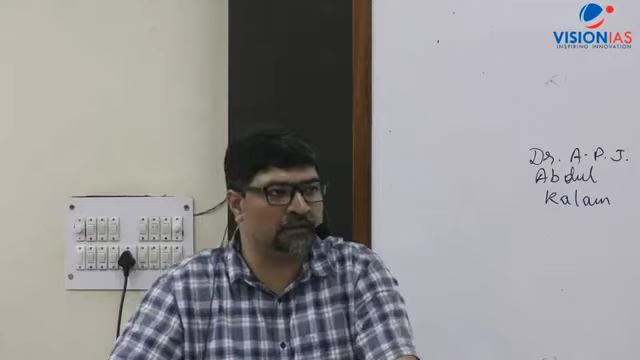 VISIONIAS
INSPIRING INNOVATION
Dr. A.P.J.
Abdul
Kalam